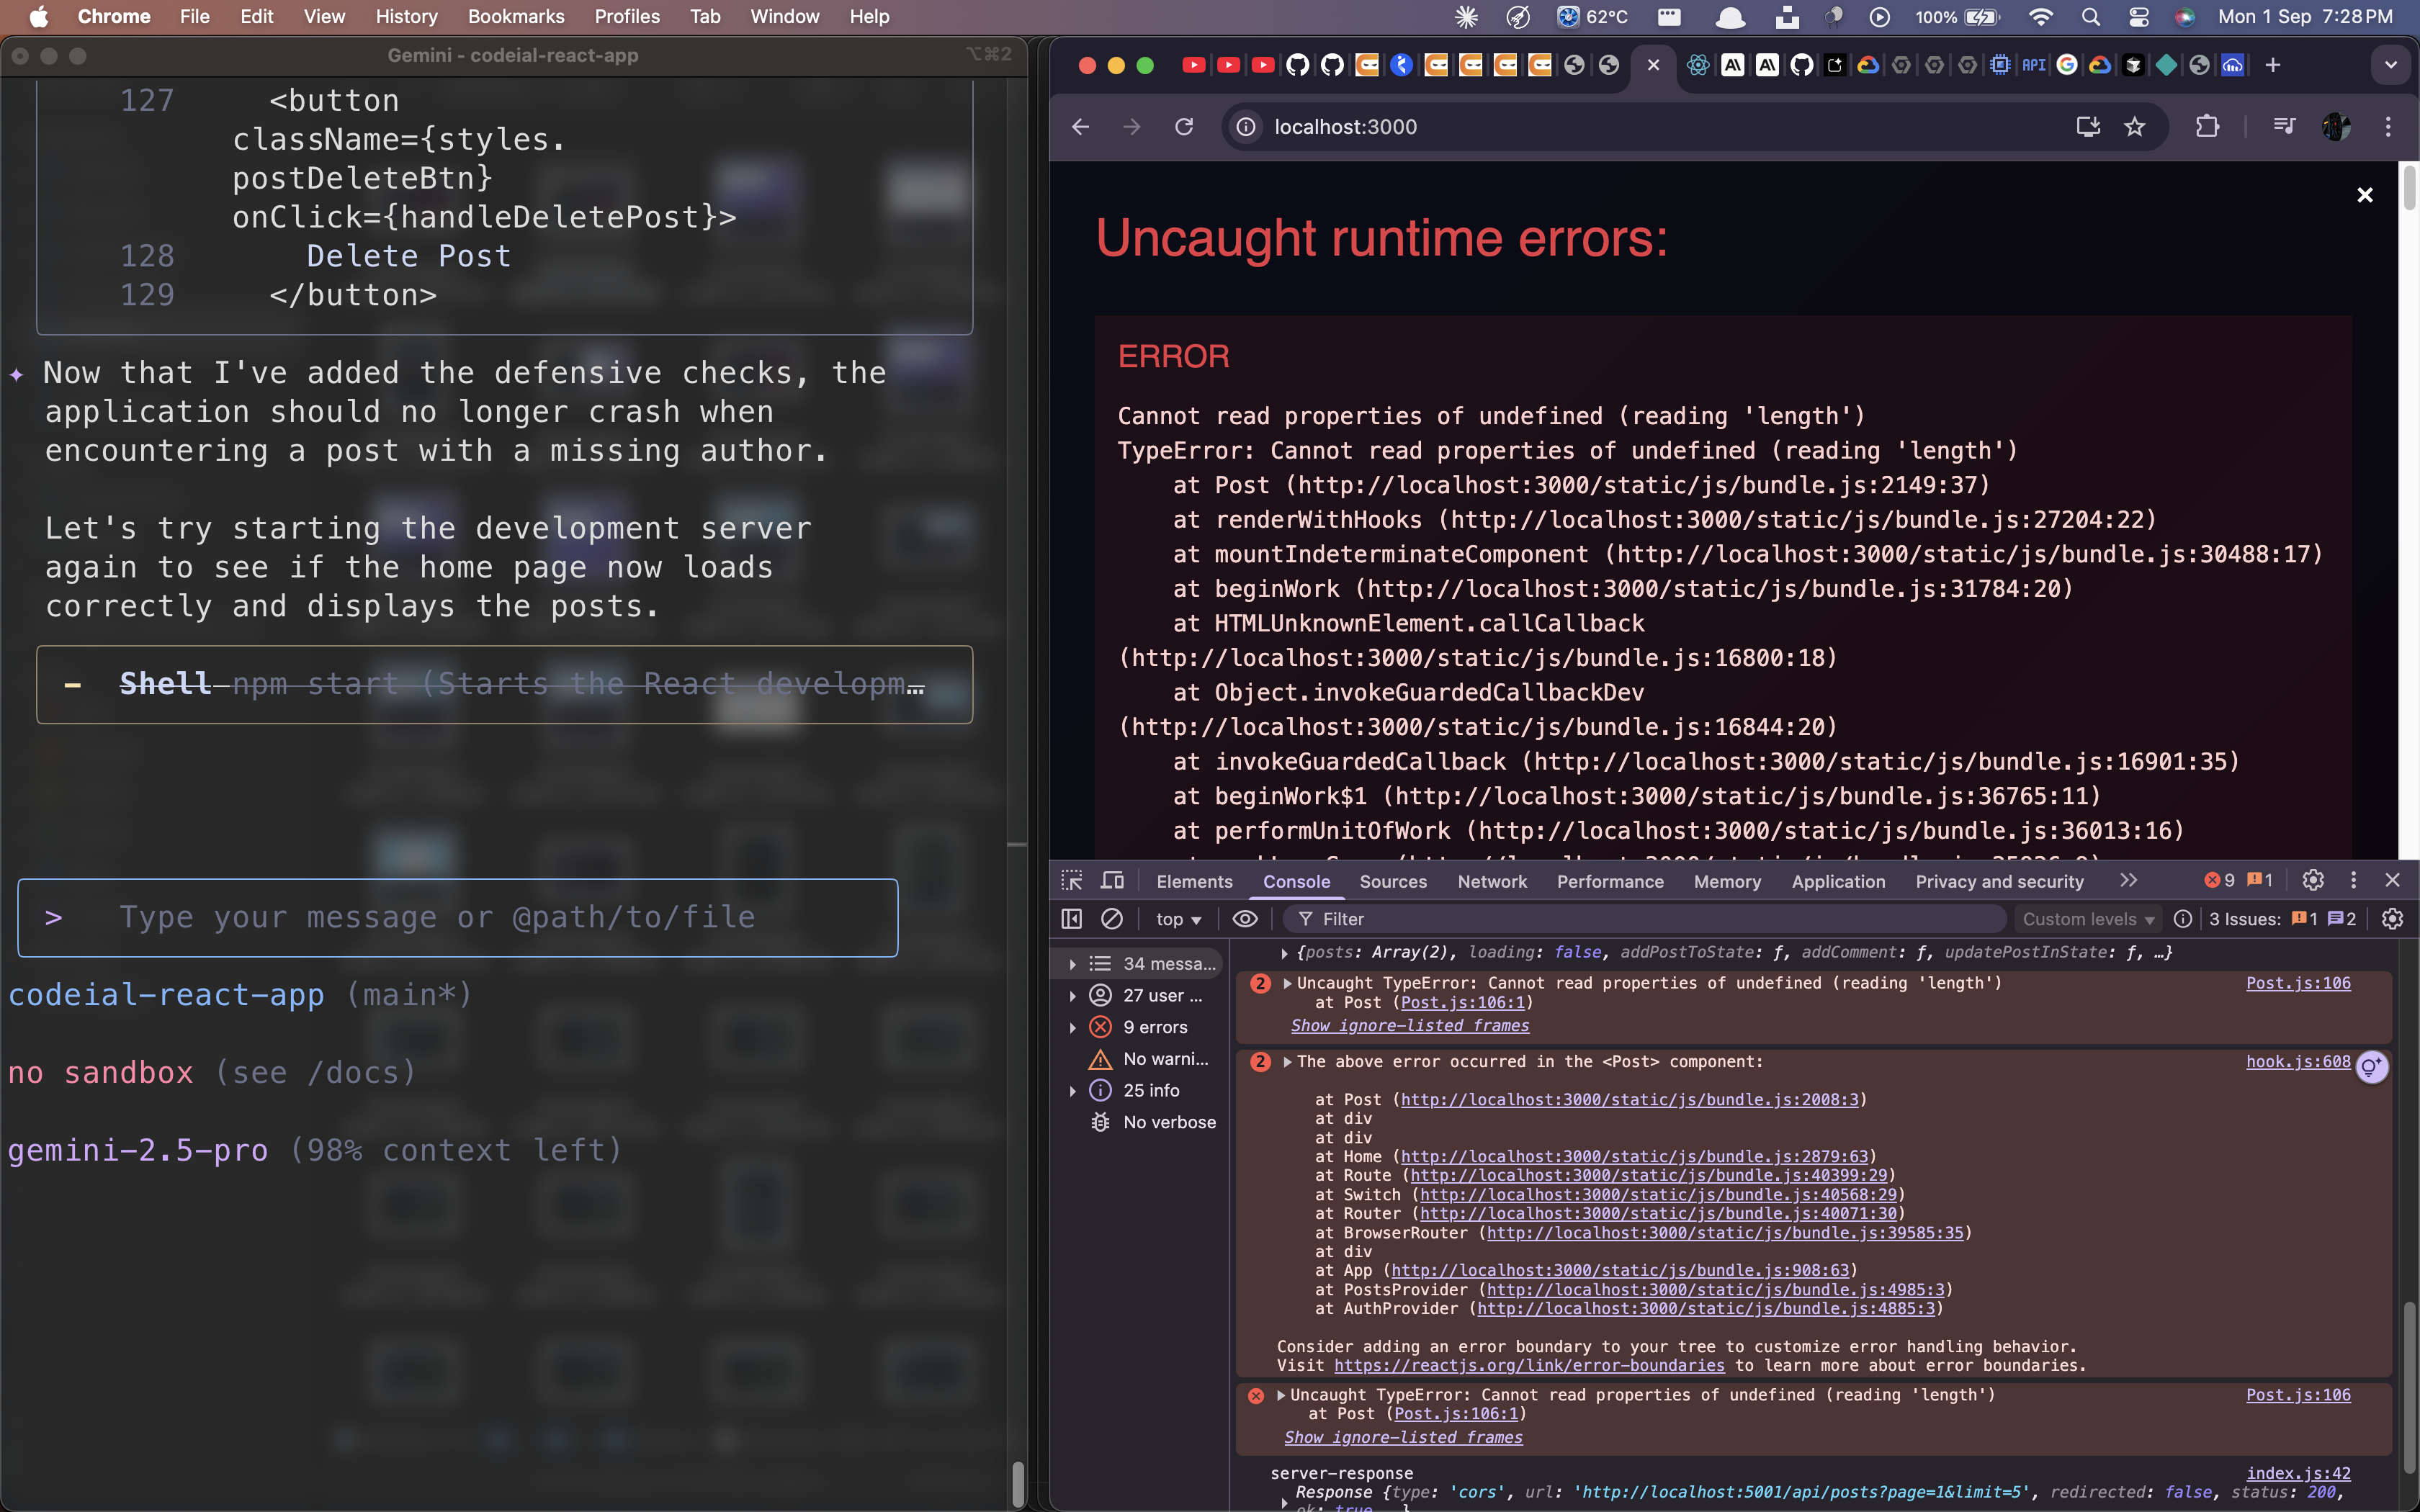 Chrome File Edit View History Bookmarks Profiles Tab Window Help
62°C 100% Mon 1 Sep 7:28 PM
Gemini - codeial-react-app ⌥⌘2
127 <button
className={styles.
postDeleteBtn}
onClick={handleDeletePost}>
128 Delete Post
129 </button>
✦ Now that I've added the defensive checks, the
application should no longer crash when
encountering a post with a missing author.
Let's try starting the development server
again to see if the home page now loads
correctly and displays the posts.
- Shell npm start (Starts the React developm…
> Type your message or @path/to/file
codeial-react-app (main*)
no sandbox (see /docs)
gemini-2.5-pro (98% context left)
API
localhost:3000
Uncaught runtime errors:
ERROR
Cannot read properties of undefined (reading 'length')
TypeError: Cannot read properties of undefined (reading 'length')
at Post (http://localhost:3000/static/js/bundle.js:2149:37)
at renderWithHooks (http://localhost:3000/static/js/bundle.js:27204:22)
at mountIndeterminateComponent (http://localhost:3000/static/js/bundle.js:30488:17)
at beginWork (http://localhost:3000/static/js/bundle.js:31784:20)
at HTMLUnknownElement.callCallback
(http://localhost:3000/static/js/bundle.js:16800:18)
at Object.invokeGuardedCallbackDev
(http://localhost:3000/static/js/bundle.js:16844:20)
at invokeGuardedCallback (http://localhost:3000/static/js/bundle.js:16901:35)
at beginWork$1 (http://localhost:3000/static/js/bundle.js:36765:11)
at performUnitOfWork (http://localhost:3000/static/js/bundle.js:36013:16)
Elements Console Sources Network Performance Memory Application Privacy and security 9 1
top Filter Custom levels 3 Issues: 1 2
34 messa...
27 user ...
9 errors
No warni...
25 info
No verbose
{posts: Array(2), loading: false, addPostToState: ƒ, addComment: ƒ, updatePostInState: ƒ, …}
2 Uncaught TypeError: Cannot read properties of undefined (reading 'length') Post.js:106
at Post (Post.js:106:1)
Show ignore-listed frames
2 The above error occurred in the <Post> component: hook.js:608
at Post (http://localhost:3000/static/js/bundle.js:2008:3)
at div
at div
at Home (http://localhost:3000/static/js/bundle.js:2879:63)
at Route (http://localhost:3000/static/js/bundle.js:40399:29)
at Switch (http://localhost:3000/static/js/bundle.js:40568:29)
at Router (http://localhost:3000/static/js/bundle.js:40071:30)
at BrowserRouter (http://localhost:3000/static/js/bundle.js:39585:35)
at div
at App (http://localhost:3000/static/js/bundle.js:908:63)
at PostsProvider (http://localhost:3000/static/js/bundle.js:4985:3)
at AuthProvider (http://localhost:3000/static/js/bundle.js:4885:3)
Consider adding an error boundary to your tree to customize error handling behavior.
Visit https://reactjs.org/link/error-boundaries to learn more about error boundaries.
Uncaught TypeError: Cannot read properties of undefined (reading 'length') Post.js:106
at Post (Post.js:106:1)
Show ignore-listed frames
server-response index.js:42
Response {type: 'cors', url: 'http://localhost:5001/api/posts?page=1&limit=5', redirected: false, status: 200,